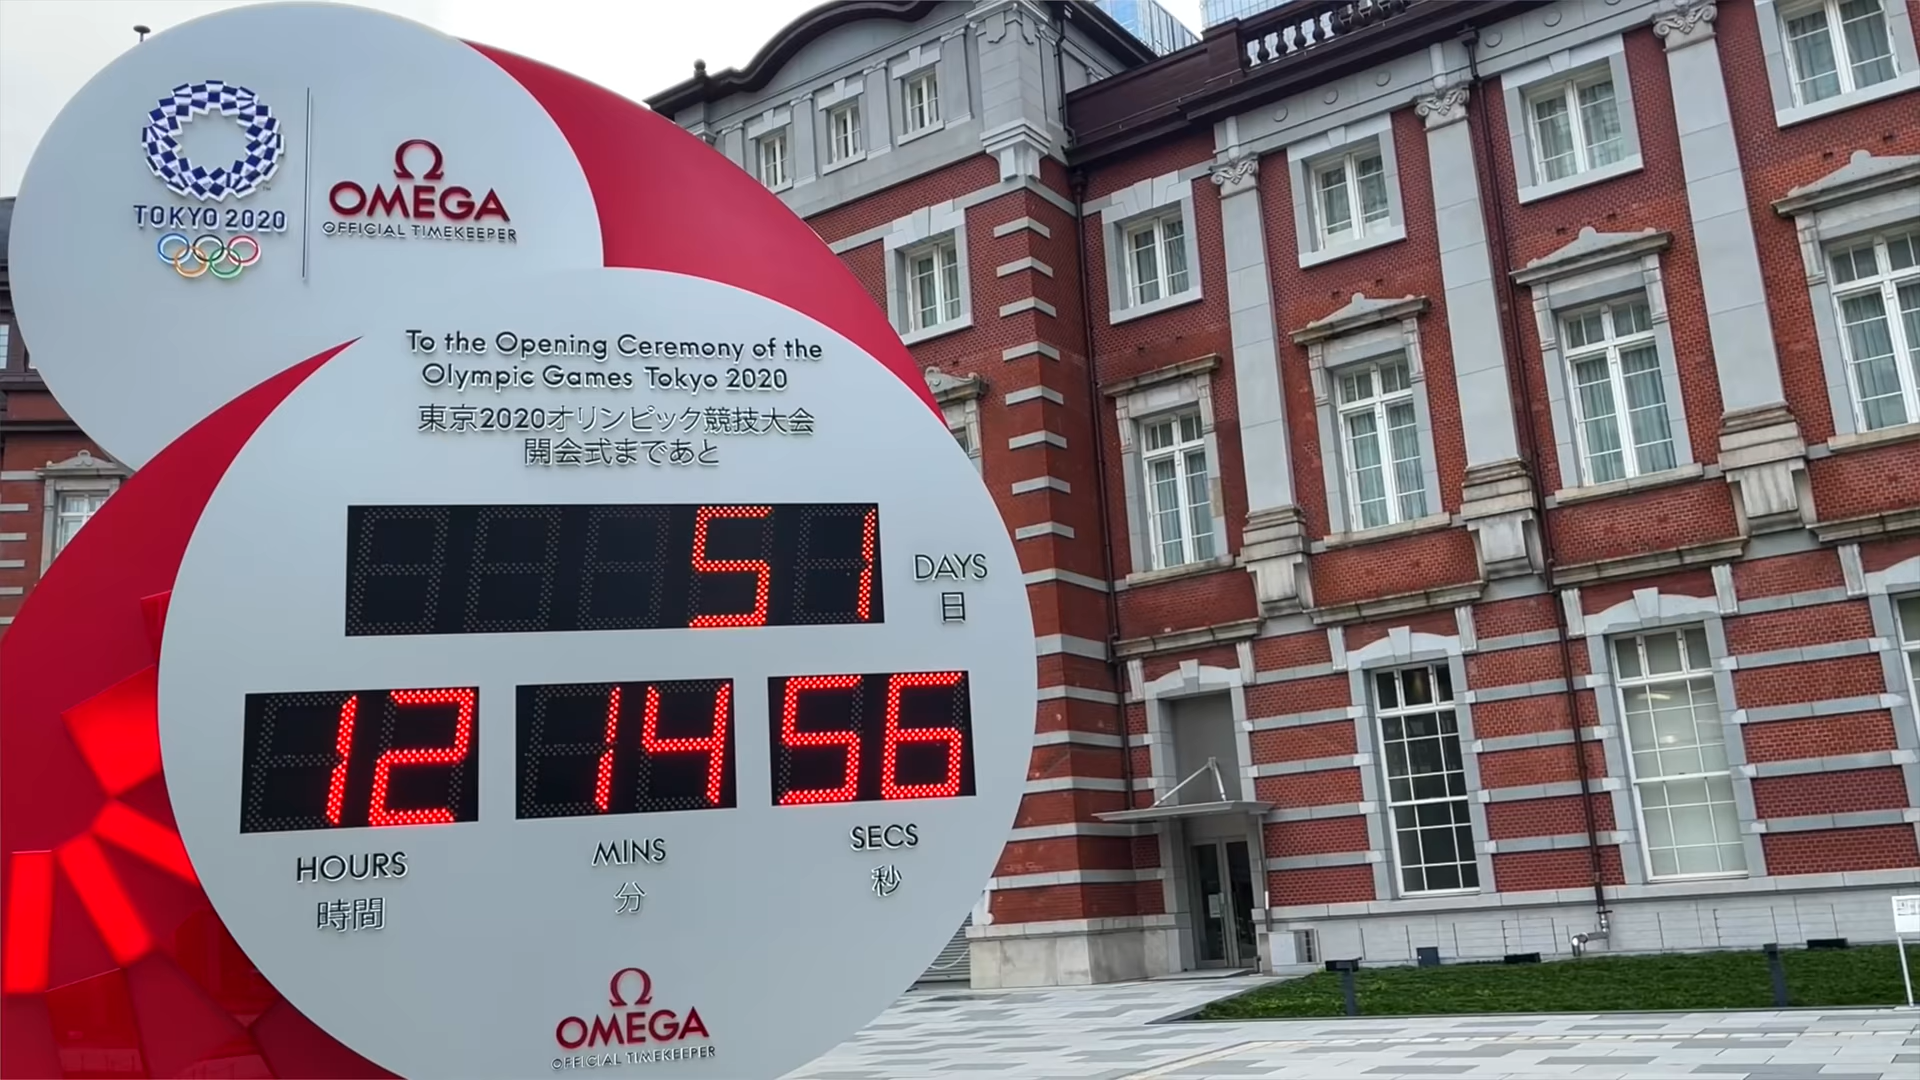 TOKYO 2020
Ω
OMEGA
OFFICIAL TIMEKEEPER
To the Opening Ceremony of the
Olympic Games Tokyo 2020
東京2020オリンピック競技大会
開会式まであと
51
DAYS
日
12 14 56
HOURS
時間
MINS
分
SECS
秒
Ω
OMEGA
OFFICIAL TIMEKEEPER